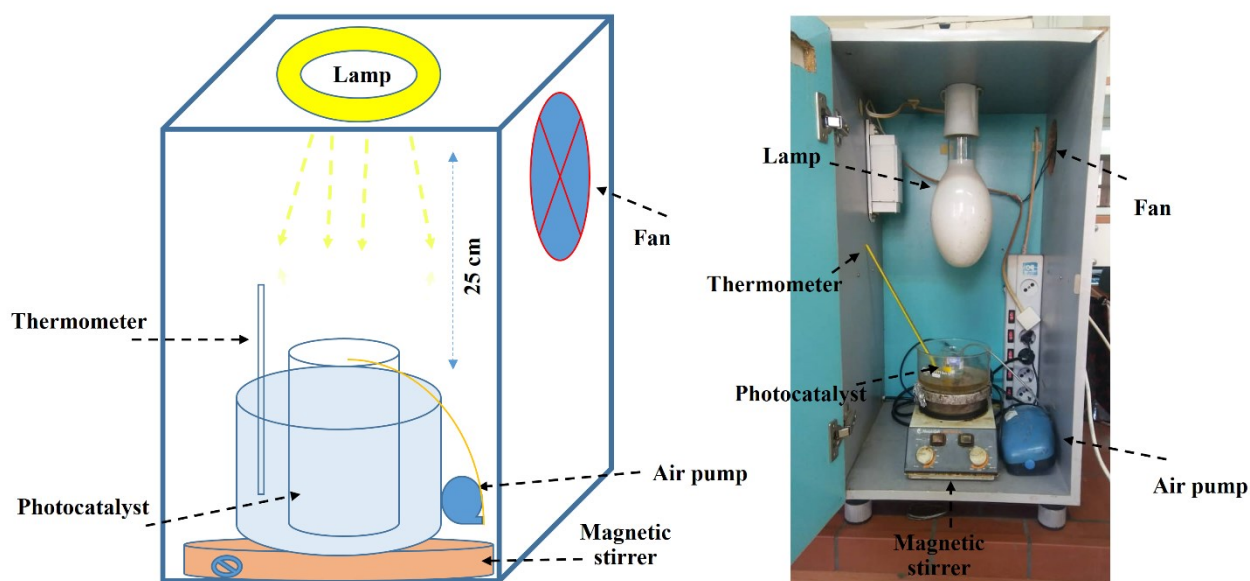 Lamp
25 cm
Fan
Thermometer
Photocatalyst
Air pump
Magnetic
stirrer
Lamp
Fan
Thermometer
Photocatalyst
Air pump
Magnetic
stirrer